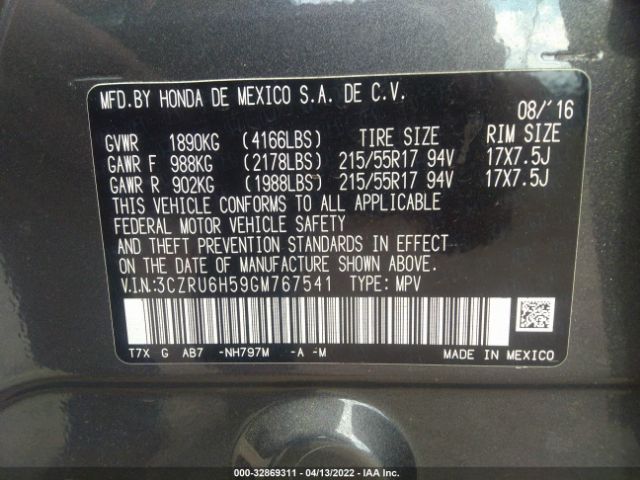 MFD.BY HONDA DE MEXICO S.A. DE C.V.
08/'16
GVWR 1890KG (4166LBS) TIRE SIZE RIM SIZE
GAWR F 988KG (2178LBS) 215/55R17 94V 17X7.5J
GAWR R 902KG (1988LBS) 215/55R17 94V 17X7.5J
THIS VEHICLE CONFORMS TO ALL APPLICABLE
FEDERAL MOTOR VEHICLE SAFETY
AND THEFT PREVENTION STANDARDS IN EFFECT
ON THE DATE OF MANUFACTURE SHOWN ABOVE.
V.I.N:3CZRU6H59GM767541 TYPE: MPV
T7X G AB7 -NH797M -A -M MADE IN MEXICO
000-32869311 - 04/13/2022 - IAA Inc.